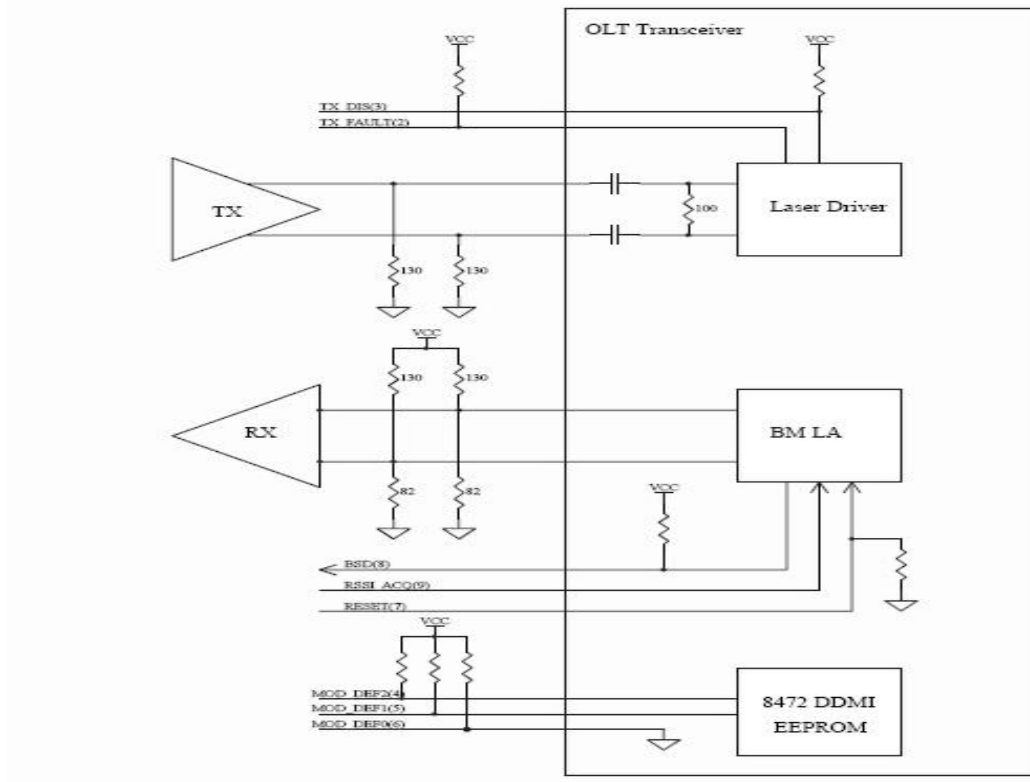 OLT Transceiver
VCC
VCC
TX_DIS(3)
TX_FAULT(2)
TX
100
Laser Driver
130
130
VCC
130
130
RX
BM LA
82
82
VCC
BSD(8)
RSSI_ACQ(9)
RESET(7)
VCC
MOD_DEF2(4)
MOD_DEF1(5)
MOD_DEF0(6)
8472 DDMI
EEPROM